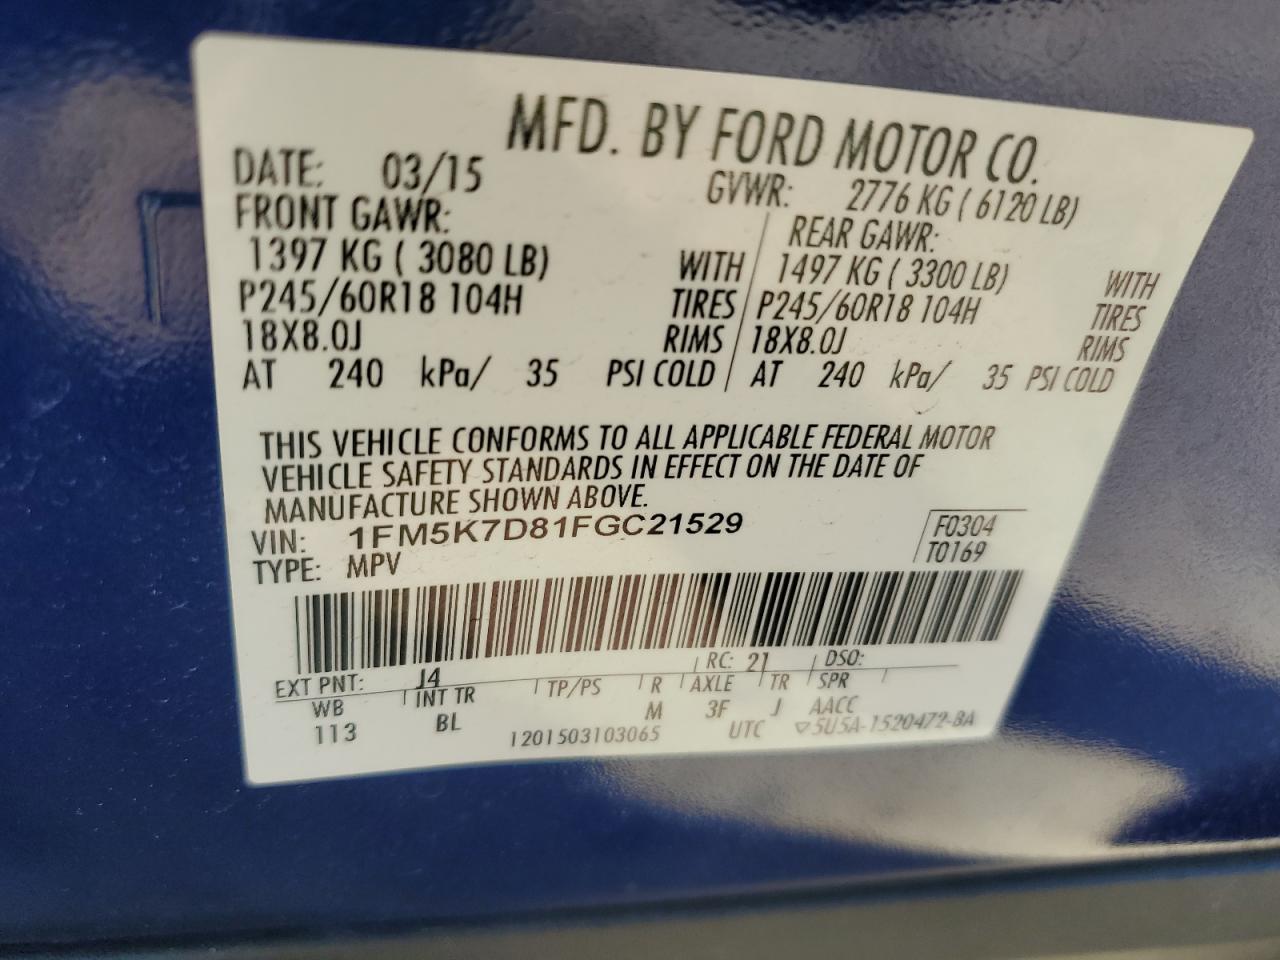 MFD. BY FORD MOTOR CO.
DATE: 03/15 GVWR: 2776 KG ( 6120 LB)
FRONT GAWR: REAR GAWR:
1397 KG ( 3080 LB) WITH 1497 KG ( 3300 LB) WITH
P245/60R18 104H TIRES P245/60R18 104H TIRES
18X8.0J RIMS 18X8.0J RIMS
AT 240 kPa/ 35 PSI COLD AT 240 kPa/ 35 PSI COLD
THIS VEHICLE CONFORMS TO ALL APPLICABLE FEDERAL MOTOR
VEHICLE SAFETY STANDARDS IN EFFECT ON THE DATE OF
MANUFACTURE SHOWN ABOVE.
VIN: 1FM5K7D81FGC21529 F0304
TYPE: MPV T0169
EXT PNT: J4 RC: 21 DSO:
WB INT TR TP/PS R AXLE TR SPR
113 BL M 3F J AACC
1201503103065 UTC ▽5U5A-1520472-BA